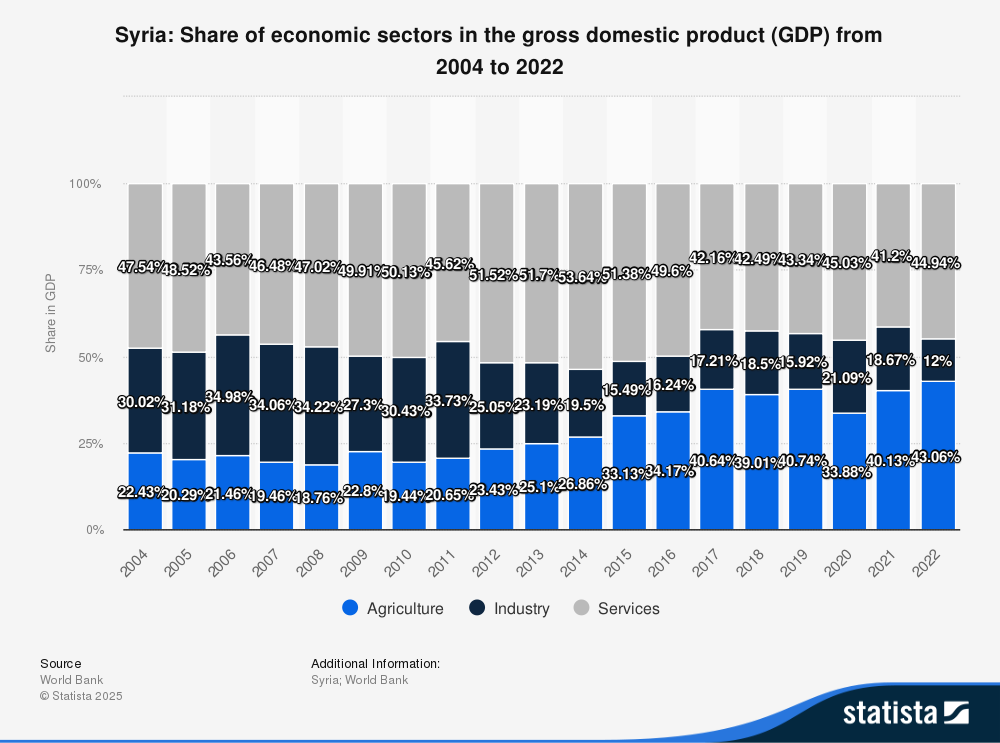 Syria: Share of economic sectors in the gross domestic product (GDP) from
2004 to 2022
Share in GDP
100%
75%
50%
25%
0%
47.54% 48.52% 43.56% 46.48% 47.02% 49.91% 50.13% 45.62% 51.52% 51.7% 53.64% 51.38% 49.6% 42.16% 42.49% 43.34% 45.03% 41.2% 44.94%
30.02% 31.18% 34.98% 34.06% 34.22% 27.3% 30.43% 33.73% 25.05% 23.19% 19.5% 15.49% 16.24% 17.21% 18.5% 15.92% 21.09% 18.67% 12%
22.43% 20.29% 21.46% 19.46% 18.76% 22.8% 19.44% 20.65% 23.43% 25.1% 26.86% 33.13% 34.17% 40.64% 39.01% 40.74% 33.88% 40.13% 43.06%
2004 2005 2006 2007 2008 2009 2010 2011 2012 2013 2014 2015 2016 2017 2018 2019 2020 2021 2022
Agriculture Industry Services
Source
World Bank
© Statista 2025
Additional Information:
Syria; World Bank
statista